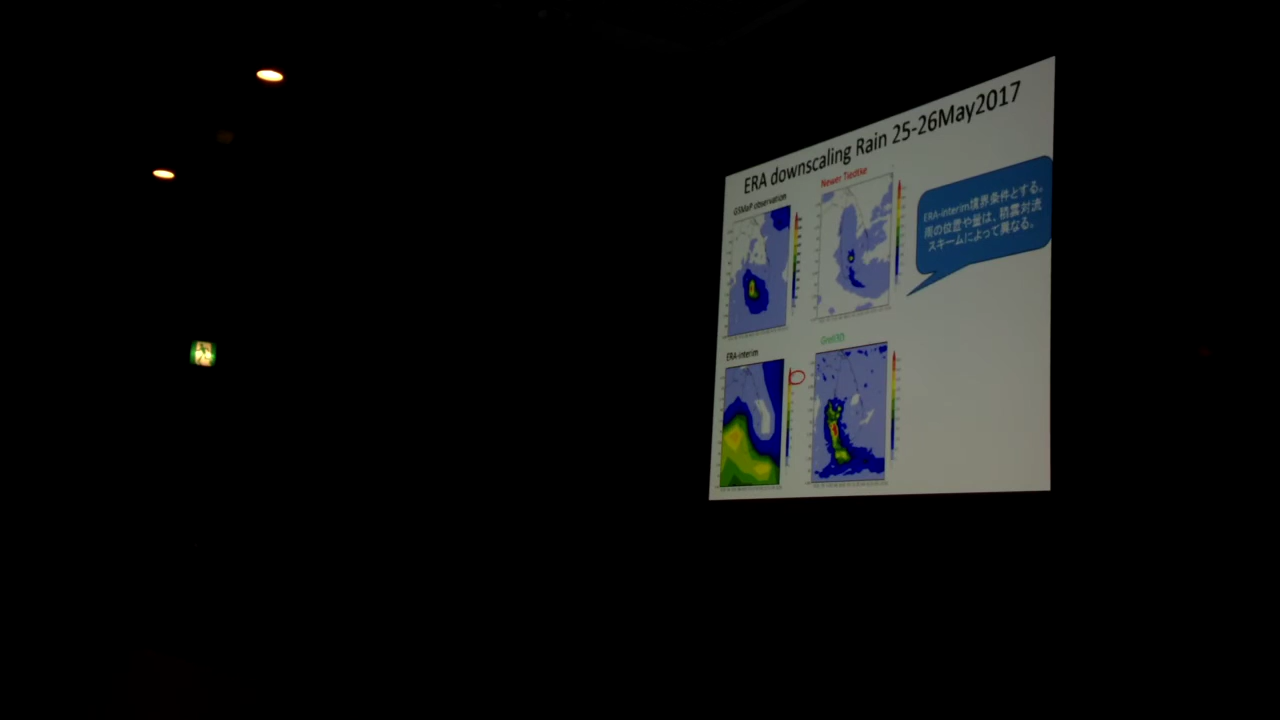 ERA downscaling Rain 25-26May2017
GSMaP observation
Newer Tiedtke
ERA-interim境界条件とする。
雨の位置や量は、積雲対流
スキームによって異なる。
ERA-interim
Grell3D